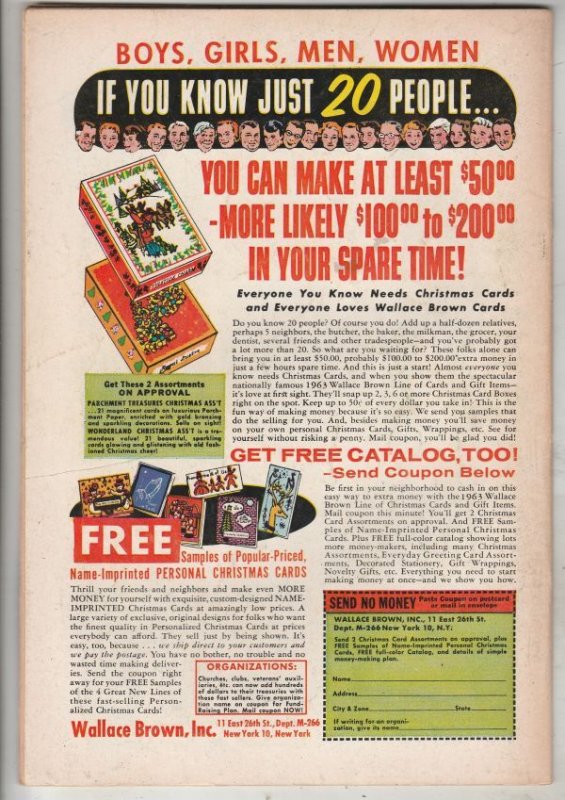 BOYS, GIRLS, MEN, WOMEN
IF YOU KNOW JUST 20 PEOPLE...
YOU CAN MAKE AT LEAST $50⁰⁰
-MORE LIKELY $100⁰⁰ to $200⁰⁰
IN YOUR SPARE TIME!
Everyone You Know Needs Christmas Cards
and Everyone Loves Wallace Brown Cards
Do you know 20 people? Of course you do! Add up a half-dozen relatives,
perhaps 5 neighbors, the butcher, the baker, the milkman, the grocer, your
dentist, several friends and other tradespeople—and you've probably got
a lot more than 20. So what are you waiting for? These folks alone can
bring you in at least $50.00, probably $100.00 to $200.00 extra money in
just a few hours spare time. And this is just a start! Almost everyone you
know needs Christmas Cards, and when you show them the spectacular
nationally famous 1963 Wallace Brown Line of Cards and Gift Items—
it's love at first sight. They'll snap up 2, 3, 6 or more Christmas Card Boxes
right on the spot. Keep up to 50¢ of every dollar you take in! This is the
fun way of making money because it's so easy. We send you samples that
do the selling for you. And, besides making money you'll save money
on your own personal Christmas Cards, Gifts, Wrappings, etc. See for
yourself without risking a penny. Mail coupon, you'll be glad you did!
Get These 2 Assortments
ON APPROVAL
PARCHMENT TREASURES CHRISTMAS ASS'T
...21 magnificent cards on luxurious Parch-
ment Paper, enriched with gold bronzing
and sparkling decorations. Sells on sight!
WONDERLAND CHRISTMAS ASS'T is a tre-
mendous value! 21 beautiful, sparkling
cards glowing and glittering with old fash-
ioned Christmas cheer!
GET FREE CATALOG, TOO!
-Send Coupon Below
Be first in your neighborhood to cash in on this
easy way to extra money with the 1963 Wallace
Brown Line of Christmas Cards and Gift Items.
Mail coupon this minute! You'll get 2 Christmas
Card Assortments on approval. And FREE Sam-
ples of Name-Imprinted Personal Christmas
Cards. Plus FREE full-color catalog showing lots
more money-makers, including many Christmas
Assortments, Everyday Greeting Card Assort-
ments, Decorated Stationery, Gift Wrappings,
Novelty Gifts, etc. Everything you need to start
making money at once—and we show you how.
FREE
Samples of Popular-Priced,
Name-Imprinted PERSONAL CHRISTMAS CARDS
Thrill your friends and neighbors and make even MORE
MONEY for yourself with exquisite, custom-designed NAME-
IMPRINTED Christmas Cards at amazingly low prices. A
large variety of exclusive, original designs for folks who want
the finest in quality Personalized Christmas Cards at prices
everybody can afford. They sell just by being shown. It's
easy, too, because . . . we ship direct to your customers and
we pay the postage. You have no bother, no trouble and no
wasted time making deliver-
ies. Send the coupon right
away for your FREE Samples
of the 4 Great New Lines of
these fast-selling Person-
alized Christmas Cards!
ORGANIZATIONS:
Churches, clubs, veterans' auxil-
iaries, etc. can now add hundreds
of dollars to their treasuries with
these fast sellers. Give organiza-
tion name on coupon for Fund-
Raising Plan. Mail coupon NOW!
Wallace Brown, Inc. 11 East 26th St., Dept. M-266
New York 10, New York
SEND NO MONEY Paste Coupon on postcard
or mail in envelope
WALLACE BROWN, INC., 11 East 26th St.
Dept. M-266 New York 10, N.Y.:
Send 2 Christmas Card Assortments on approval, plus
FREE Samples of Name-Imprinted Personal Christmas
Cards, FREE full-color Catalog, and details of simple
money-making plan.
Name
Address
City & Zone State
If writing for an organi-
zation, give its name